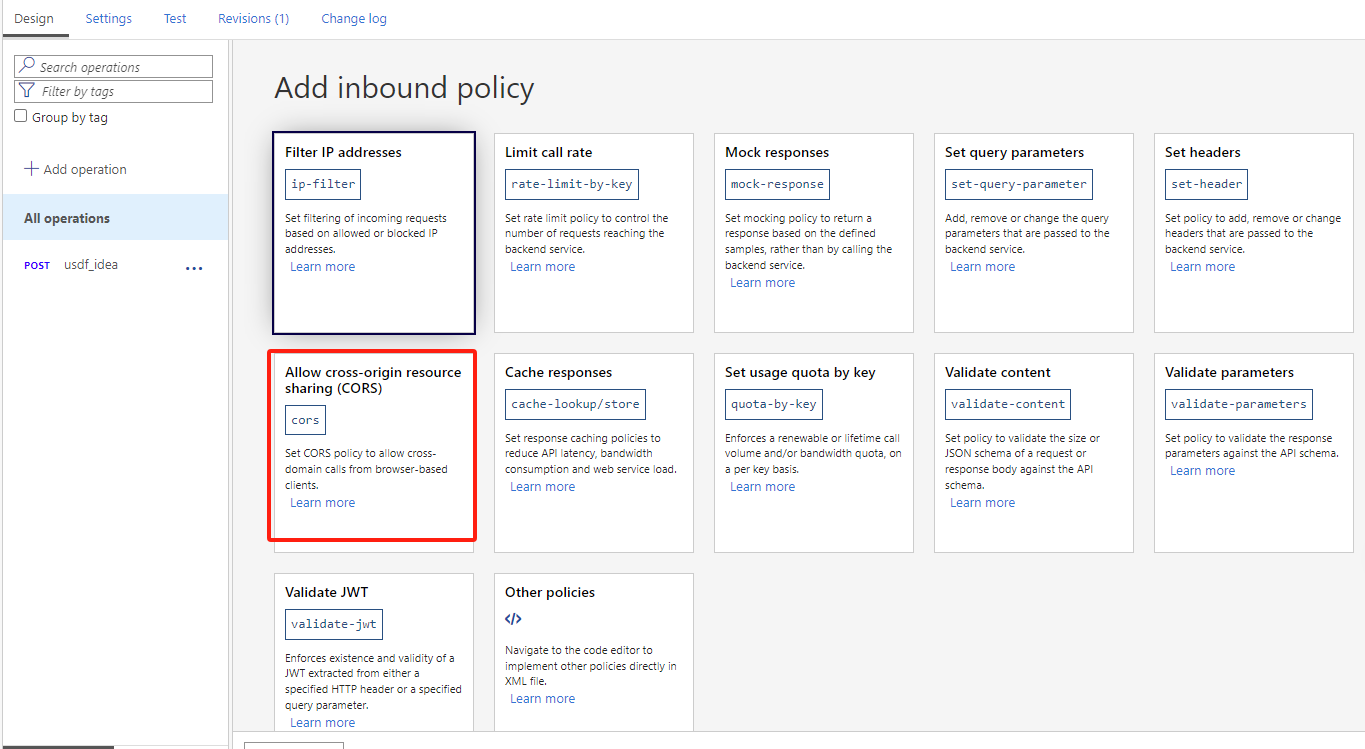 Design
Settings
Test
Revisions (1)
Change log
Search operations
Filter by tags
Group by tag
Add operation
All operations
POST usdf_idea ...
Add inbound policy
Filter IP addresses
ip-filter
Set filtering of incoming requests
based on allowed or blocked IP
addresses.
Learn more
Limit call rate
rate-limit-by-key
Set rate limit policy to control the
number of requests reaching the
backend service.
Learn more
Mock responses
mock-response
Set mocking policy to return a
response based on the defined
samples, rather than by calling the
backend service.
Learn more
Set query parameters
set-query-parameter
Add, remove or change the query
parameters that are passed to the
backend service.
Learn more
Set headers
set-header
Set policy to add, remove or change
headers that are passed to the
backend service.
Learn more
Allow cross-origin resource
sharing (CORS)
cors
Set CORS policy to allow cross-
domain calls from browser-based
clients.
Learn more
Cache responses
cache-lookup/store
Set response caching policies to
reduce API latency, bandwidth
consumption and web service load.
Learn more
Set usage quota by key
quota-by-key
Enforces a renewable or lifetime call
volume and/or bandwidth quota, on
a per key basis.
Learn more
Validate content
validate-content
Set policy to validate the size or
JSON schema of a request or
response body against the API
schema.
Learn more
Validate parameters
validate-parameters
Set policy to validate the response
parameters against the API schema.
Learn more
Validate JWT
validate-jwt
Enforces existence and validity of a
JWT extracted from either a
specified HTTP header or a specified
query parameter.
Learn more
Other policies
</>
Navigate to the code editor to
implement other policies directly in
XML file.
Learn more